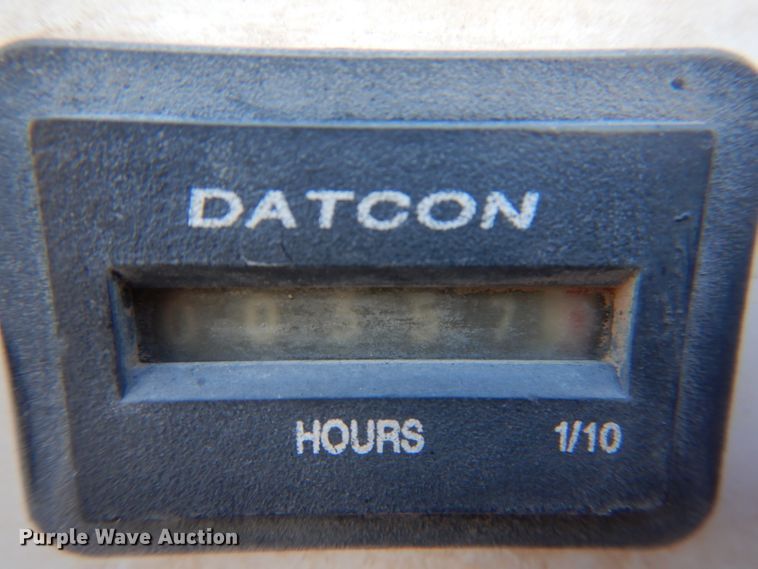 DATCON
HOURS 1/10
Purple Wave Auction